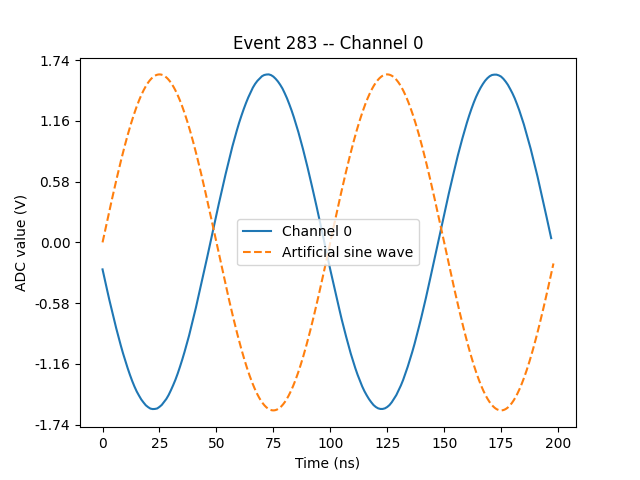 Event 283 -- Channel 0
ADC value (V)
1.74
1.16
0.58
0.00
-0.58
-1.16
-1.74
Channel 0
Artificial sine wave
0 25 50 75 100 125 150 175 200
Time (ns)